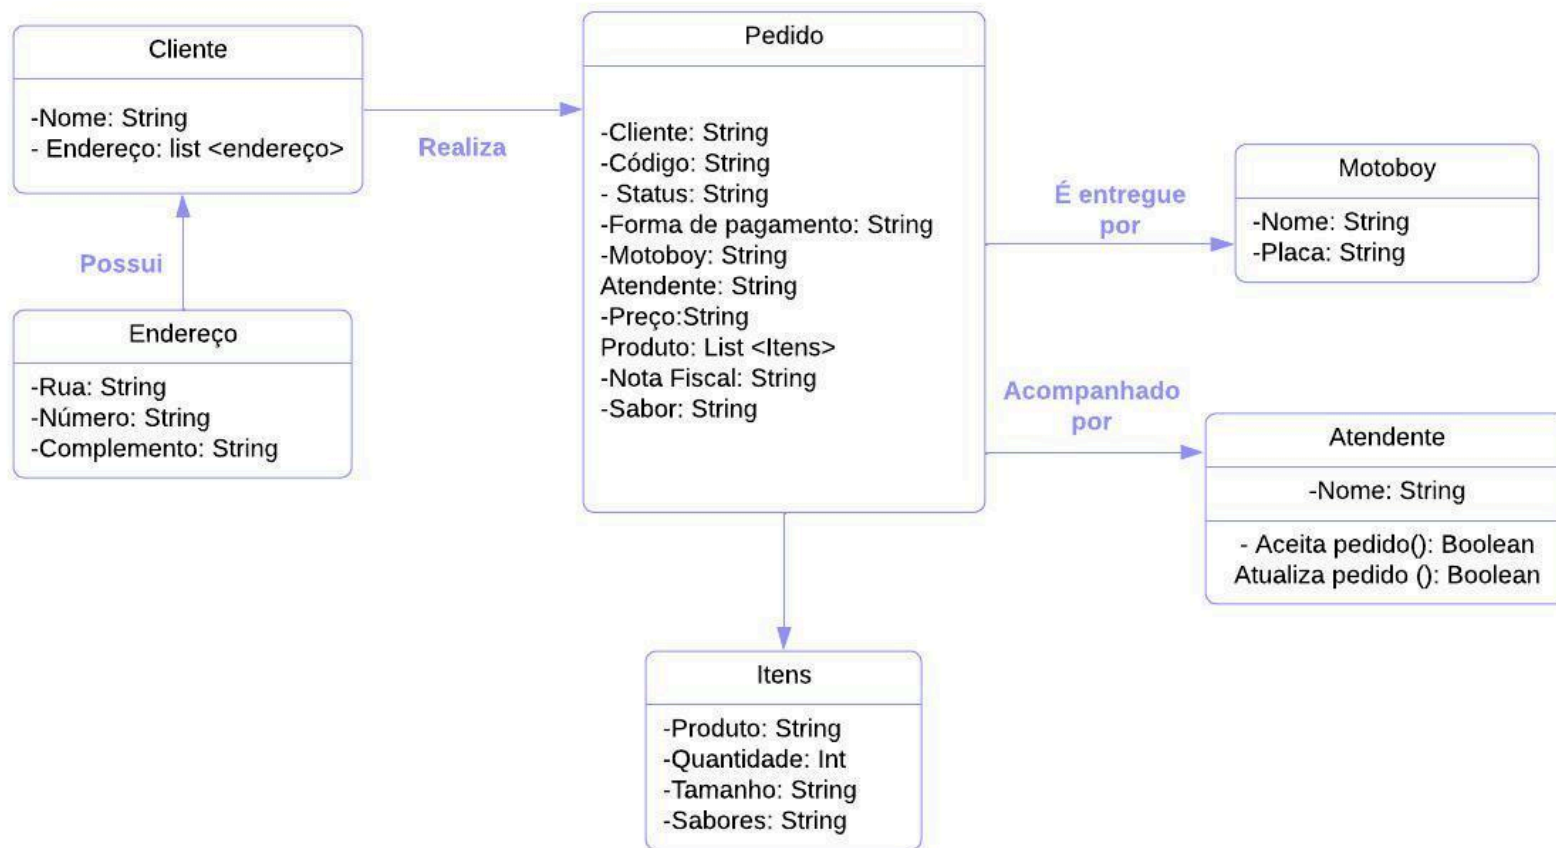 Cliente
-Nome: String
- Endereço: list <endereço>
Realiza
Possui
Endereço
-Rua: String
-Número: String
-Complemento: String
Pedido
-Cliente: String
-Código: String
- Status: String
-Forma de pagamento: String
-Motoboy: String
Atendente: String
-Preço:String
Produto: List <Itens>
-Nota Fiscal: String
-Sabor: String
É entregue
por
Motoboy
-Nome: String
-Placa: String
Acompanhado
por
Atendente
-Nome: String
- Aceita pedido(): Boolean
Atualiza pedido (): Boolean
Itens
-Produto: String
-Quantidade: Int
-Tamanho: String
-Sabores: String